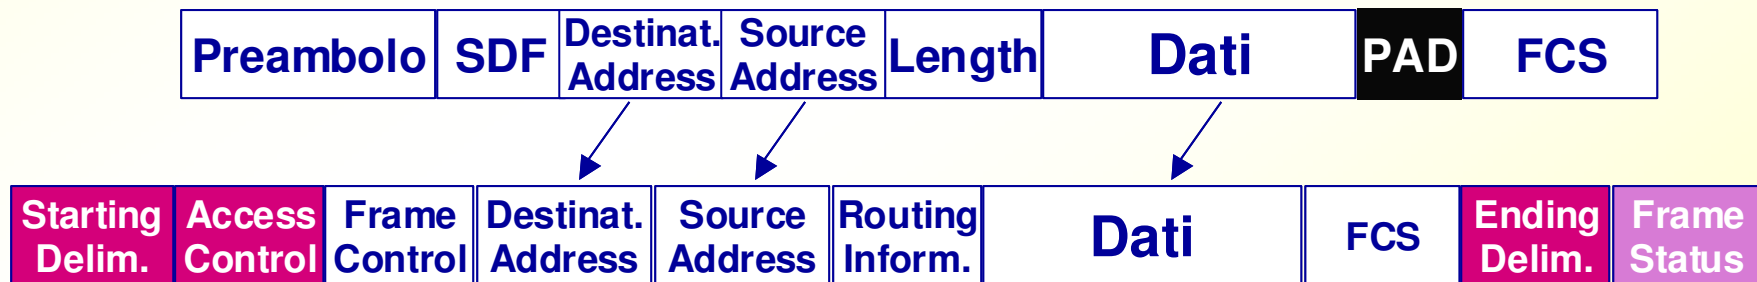 Preambolo
SDF
Destinat.
Address
Source
Address
Length
Dati
PAD
FCS
Starting
Delim.
Access
Control
Frame
Control
Destinat.
Address
Source
Address
Routing
Inform.
Dati
FCS
Ending
Delim.
Frame
Status